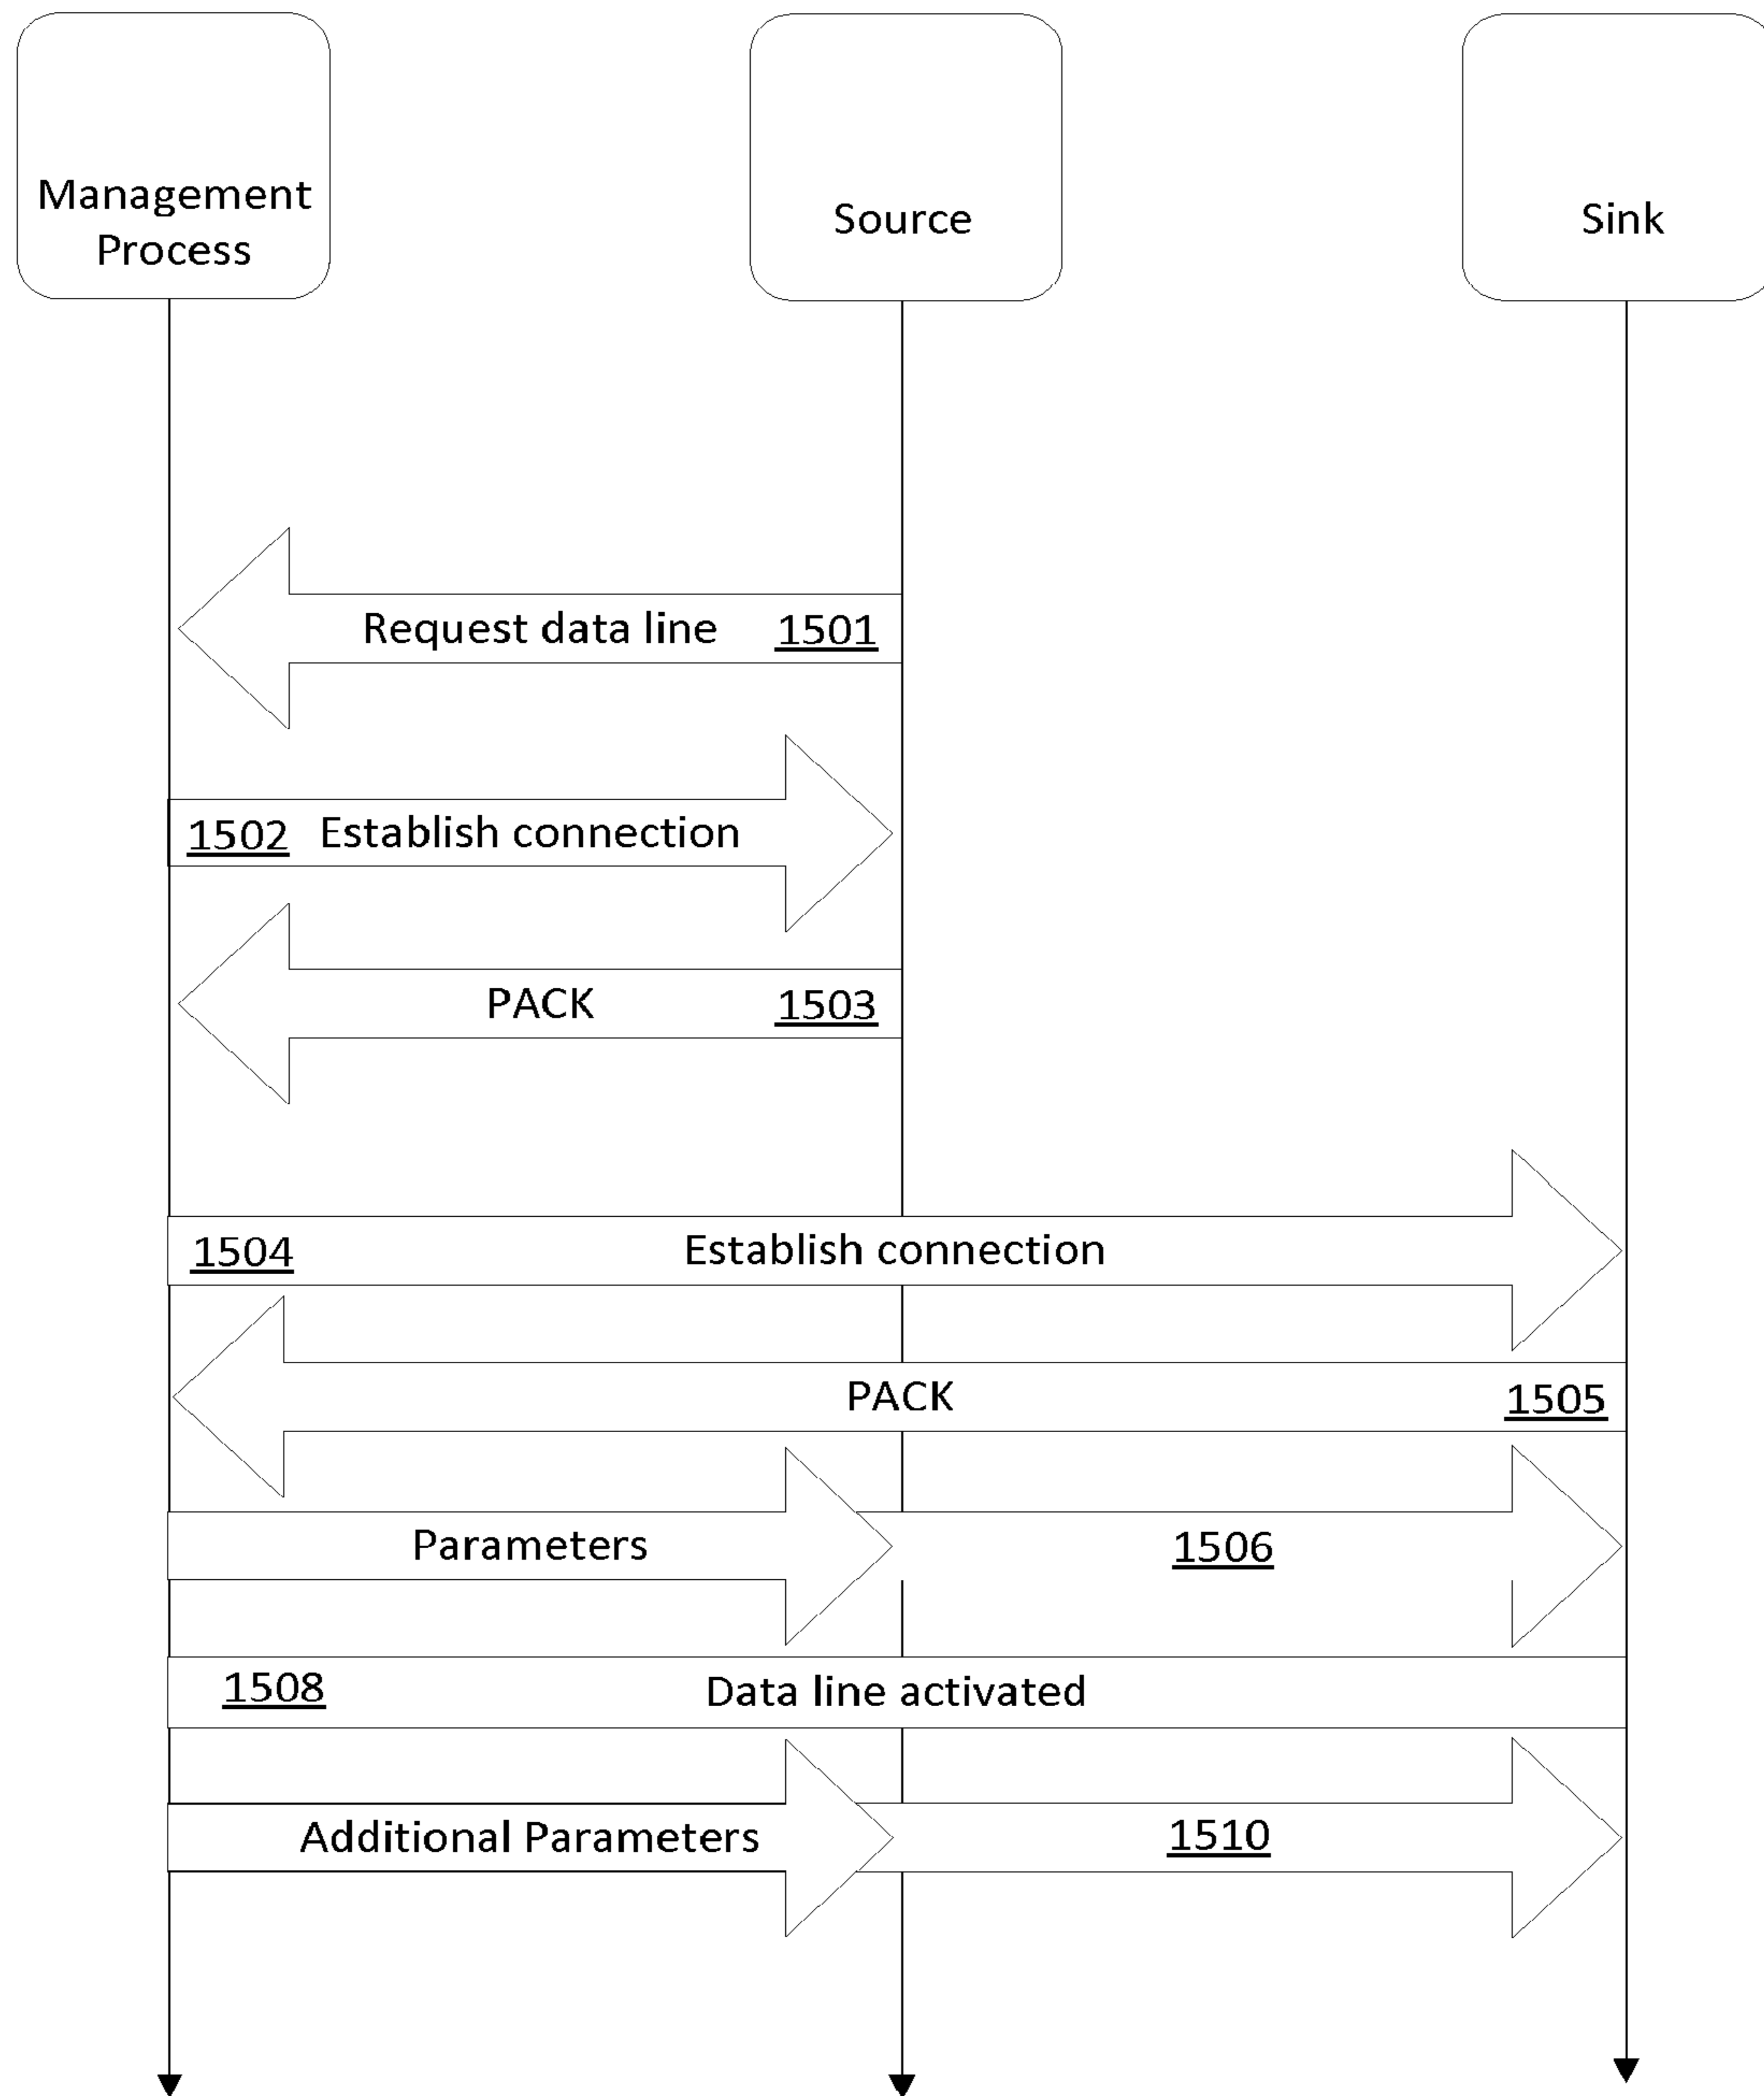 Management
Process
Source
Sink
Request data line 1501
1502 Establish connection
PACK 1503
1504 Establish connection
PACK 1505
Parameters 1506
1508 Data line activated
Additional Parameters 1510